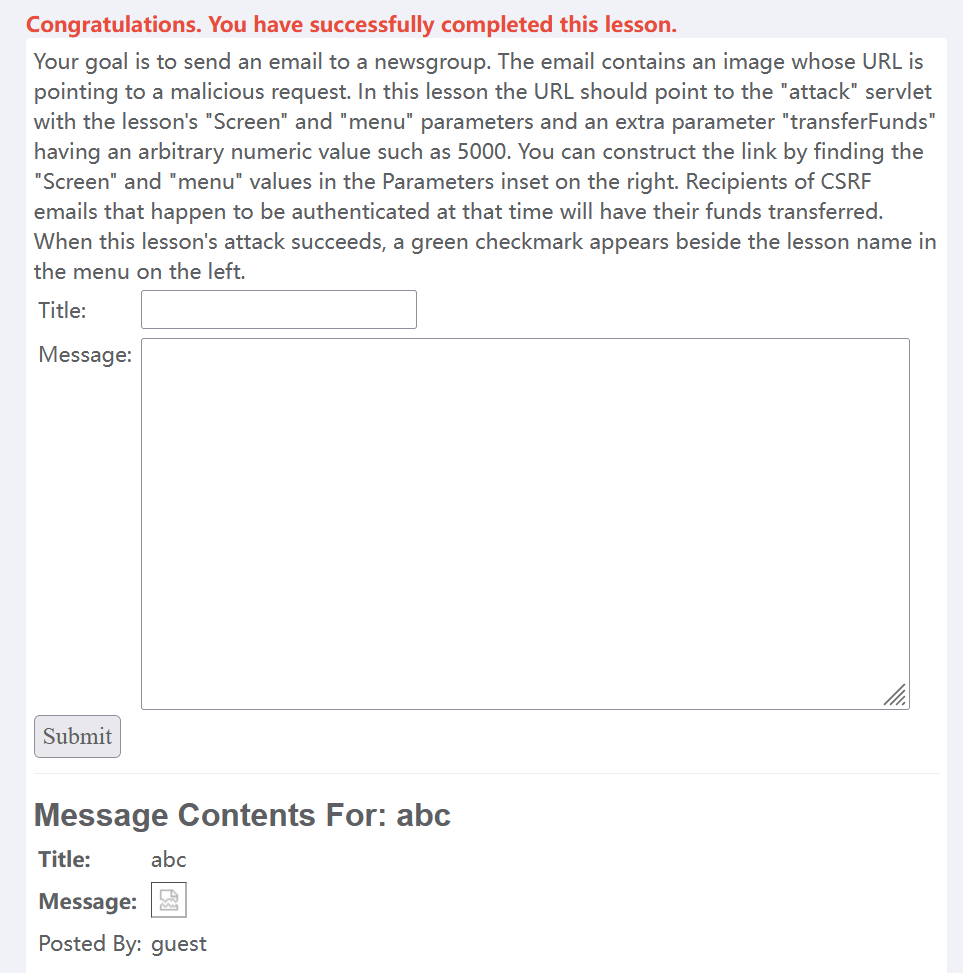 Congratulations. You have successfully completed this lesson.
Your goal is to send an email to a newsgroup. The email contains an image whose URL is
pointing to a malicious request. In this lesson the URL should point to the "attack" servlet
with the lesson's "Screen" and "menu" parameters and an extra parameter "transferFunds"
having an arbitrary numeric value such as 5000. You can construct the link by finding the
"Screen" and "menu" values in the Parameters inset on the right. Recipients of CSRF
emails that happen to be authenticated at that time will have their funds transferred.
When this lesson's attack succeeds, a green checkmark appears beside the lesson name in
the menu on the left.
Title:
Message:
Submit
Message Contents For: abc
Title: abc
Message:
Posted By: guest